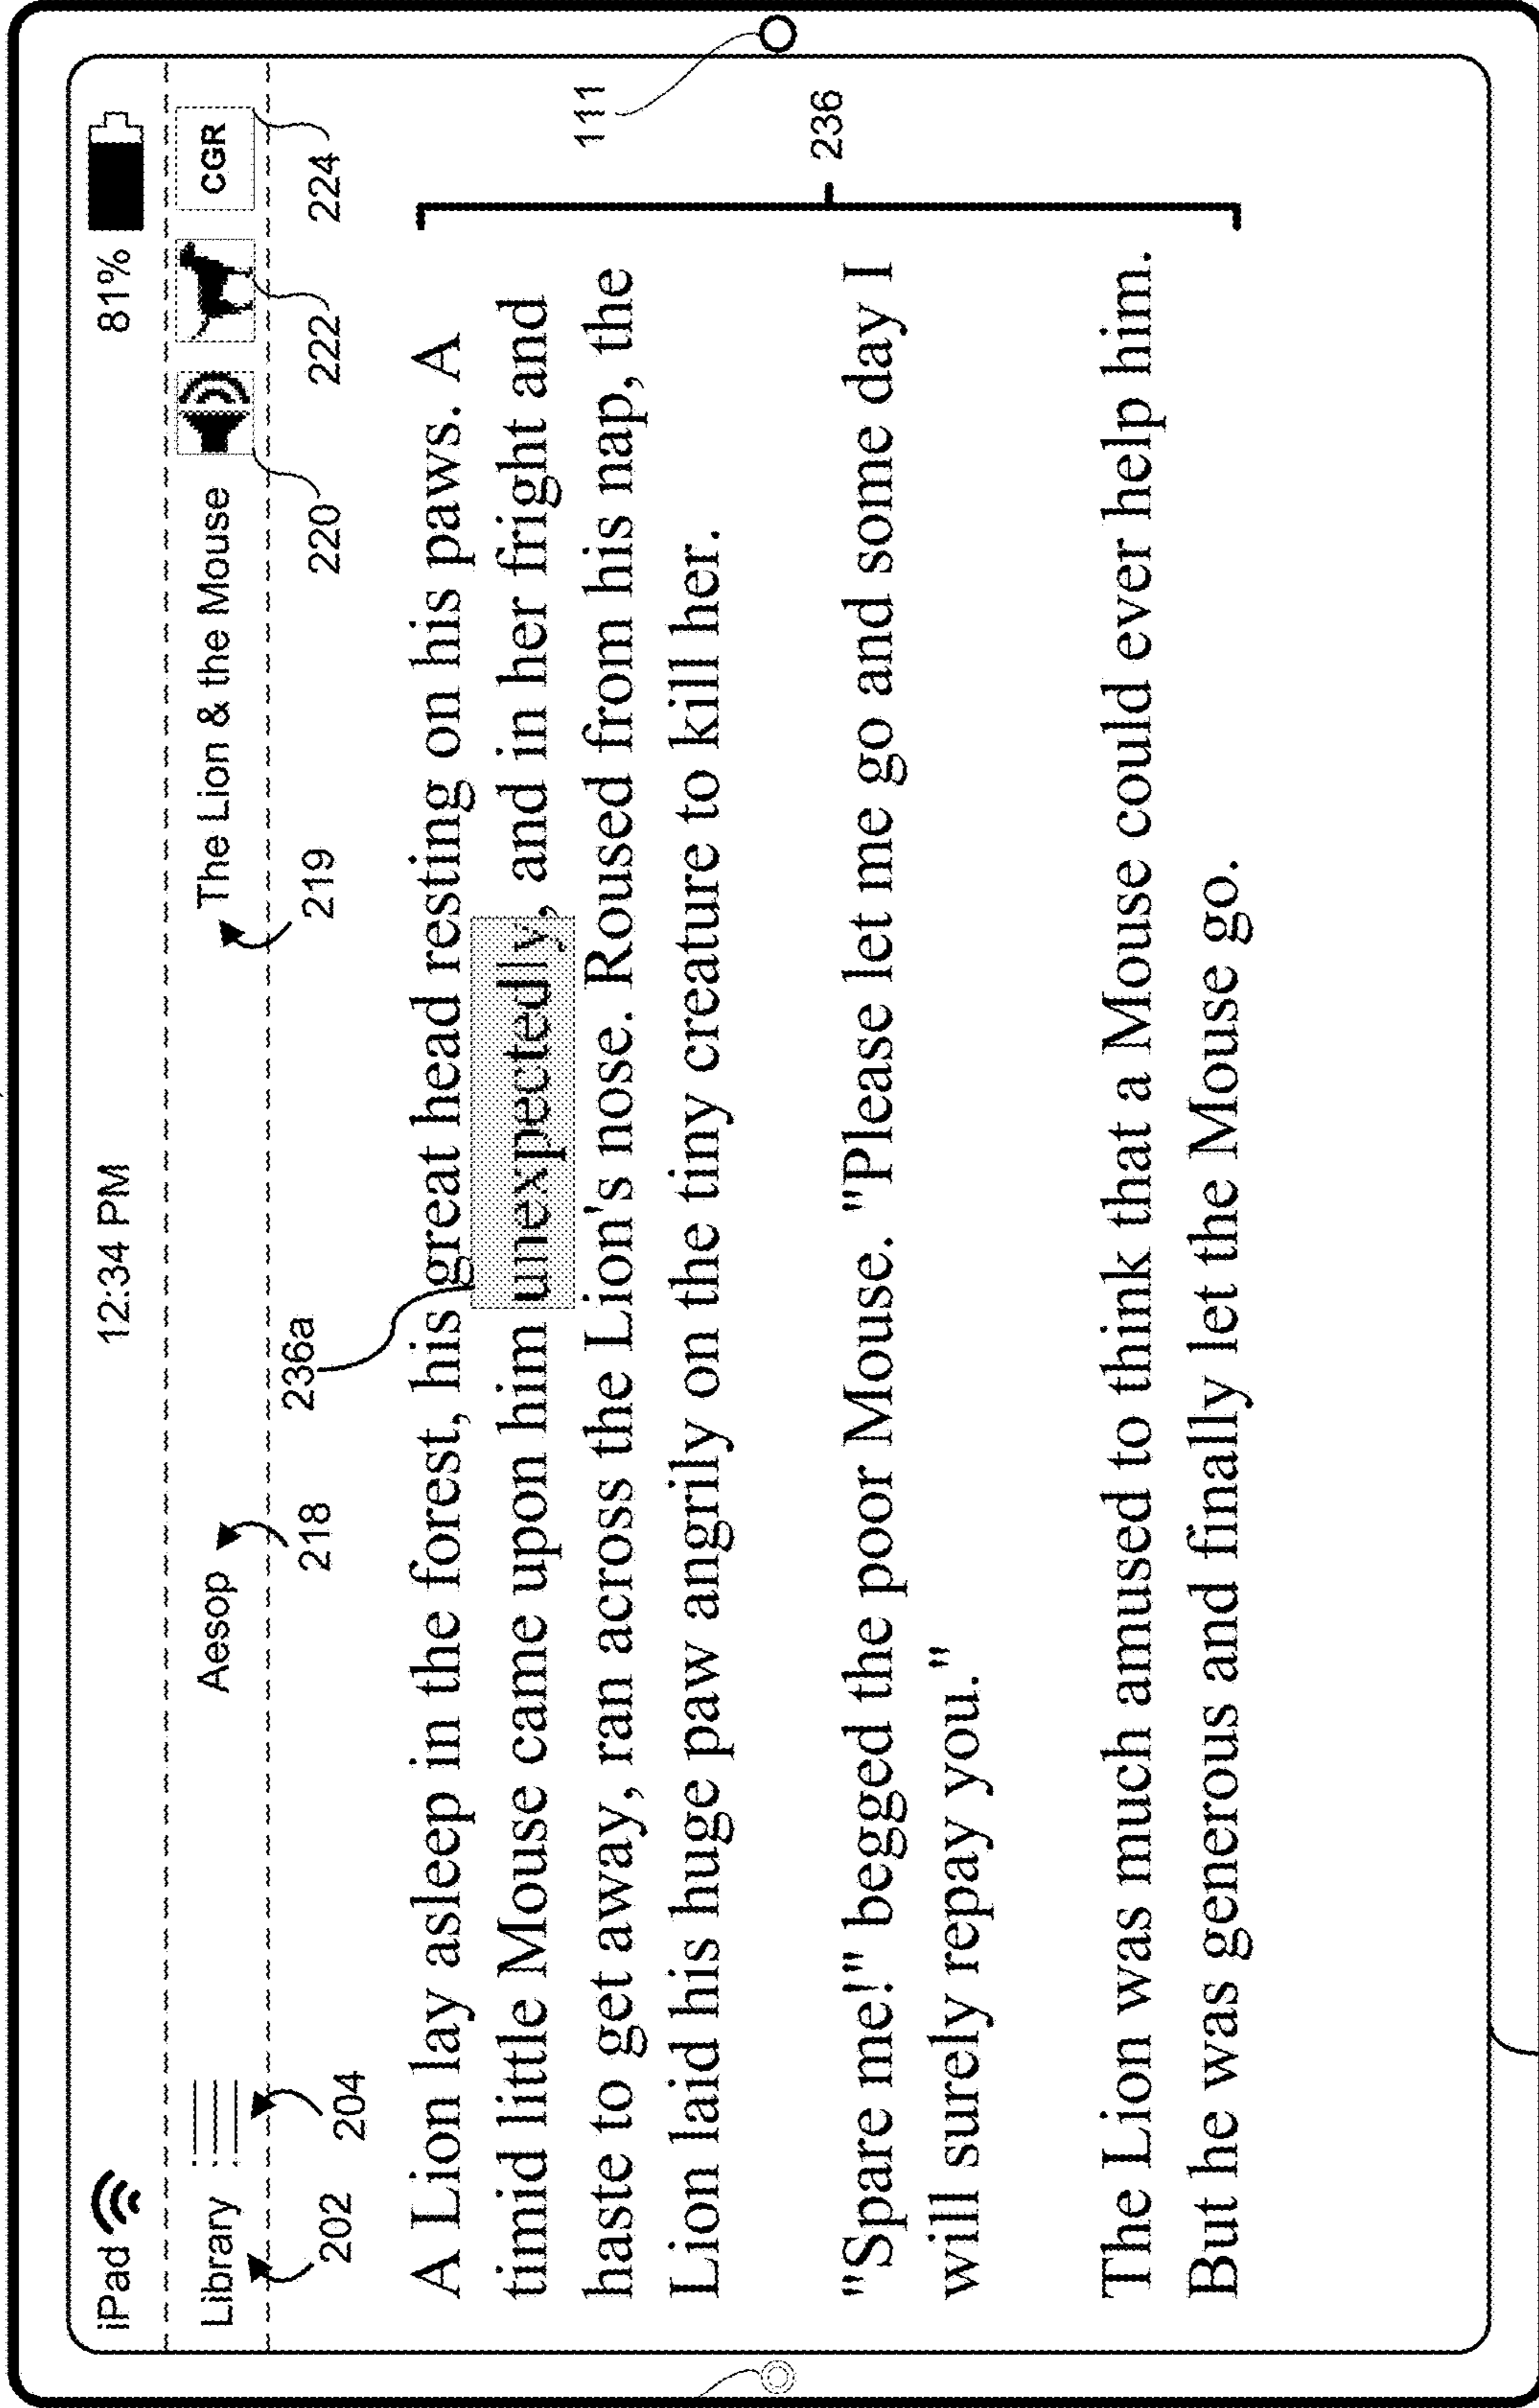 iPad 12:34 PM 81%
Library Aesop The Lion & the Mouse CGR
202 204 218 236a 219 220 222 224
A Lion lay asleep in the forest, his great head resting on his paws. A
timid little Mouse came upon him unexpectedly, and in her fright and
haste to get away, ran across the Lion's nose. Roused from his nap, the
Lion laid his huge paw angrily on the tiny creature to kill her.
111
"Spare me!" begged the poor Mouse. "Please let me go and some day I
will surely repay you."
236
The Lion was much amused to think that a Mouse could ever help him.
But he was generous and finally let the Mouse go.